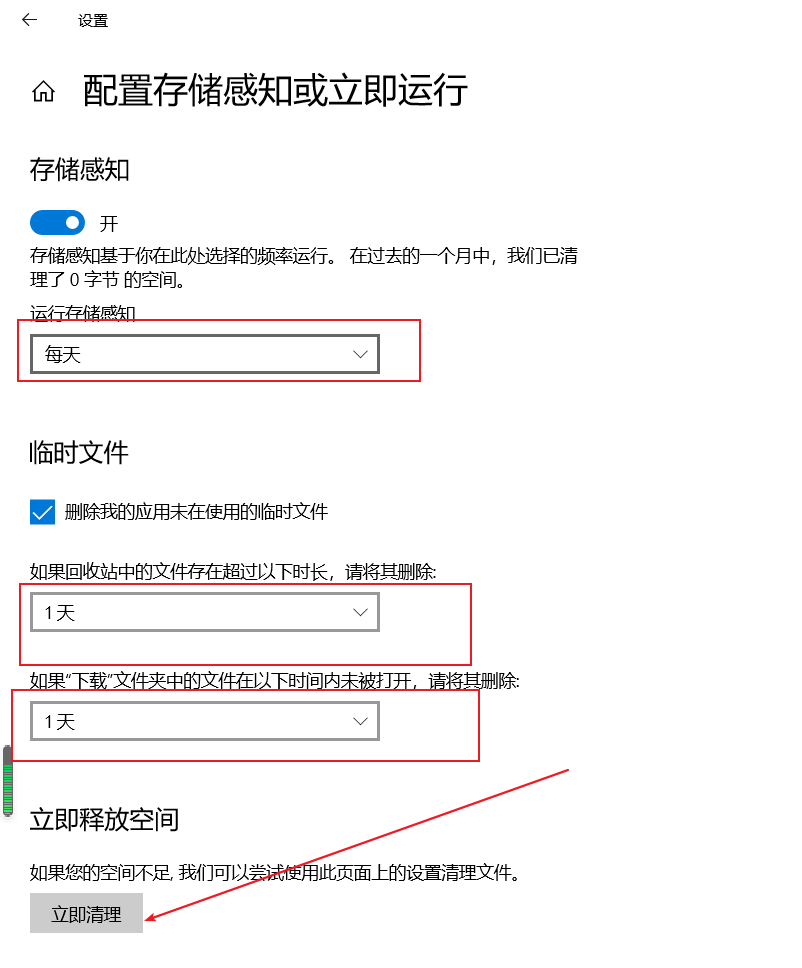 设置
配置存储感知或立即运行
存储感知
开
存储感知基于你在此处选择的频率运行。 在过去的一个月中，我们已清
理了 0 字节 的空间。
运行存储感知
每天
临时文件
删除我的应用未在使用的临时文件
如果回收站中的文件存在超过以下时长，请将其删除:
1 天
如果“下载”文件夹中的文件在以下时间内未被打开，请将其删除:
1 天
立即释放空间
如果您的空间不足, 我们可以尝试使用此页面上的设置清理文件。
立即清理